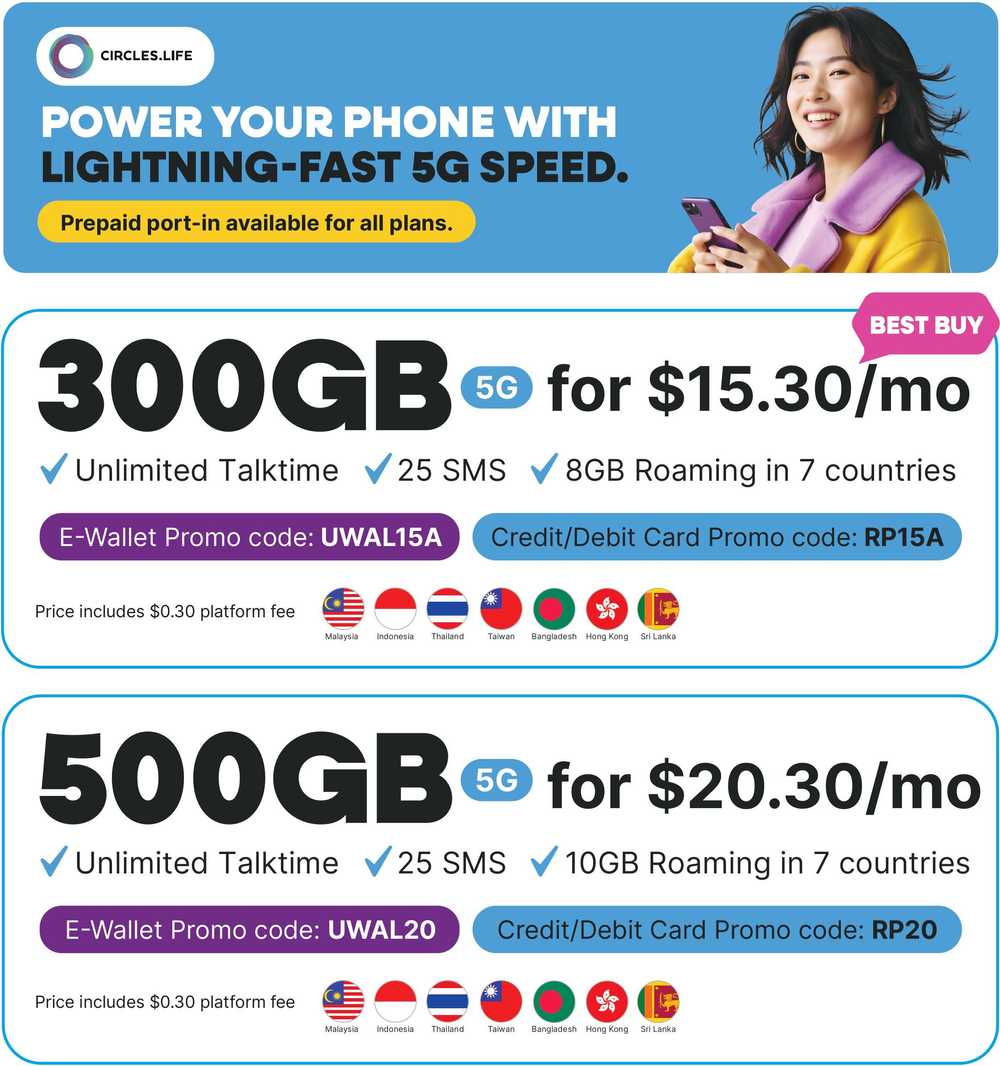 CIRCLES.LIFE
POWER YOUR PHONE WITH
LIGHTNING-FAST 5G SPEED.
Prepaid port-in available for all plans.
BEST BUY
300GB 5G for $15.30/mo
Unlimited Talktime 25 SMS 8GB Roaming in 7 countries
E-Wallet Promo code: UWAL15A Credit/Debit Card Promo code: RP15A
Price includes $0.30 platform fee
Malaysia Indonesia Thailand Taiwan Bangladesh Hong Kong Sri Lanka
500GB 5G for $20.30/mo
Unlimited Talktime 25 SMS 10GB Roaming in 7 countries
E-Wallet Promo code: UWAL20 Credit/Debit Card Promo code: RP20
Price includes $0.30 platform fee
Malaysia Indonesia Thailand Taiwan Bangladesh Hong Kong Sri Lanka